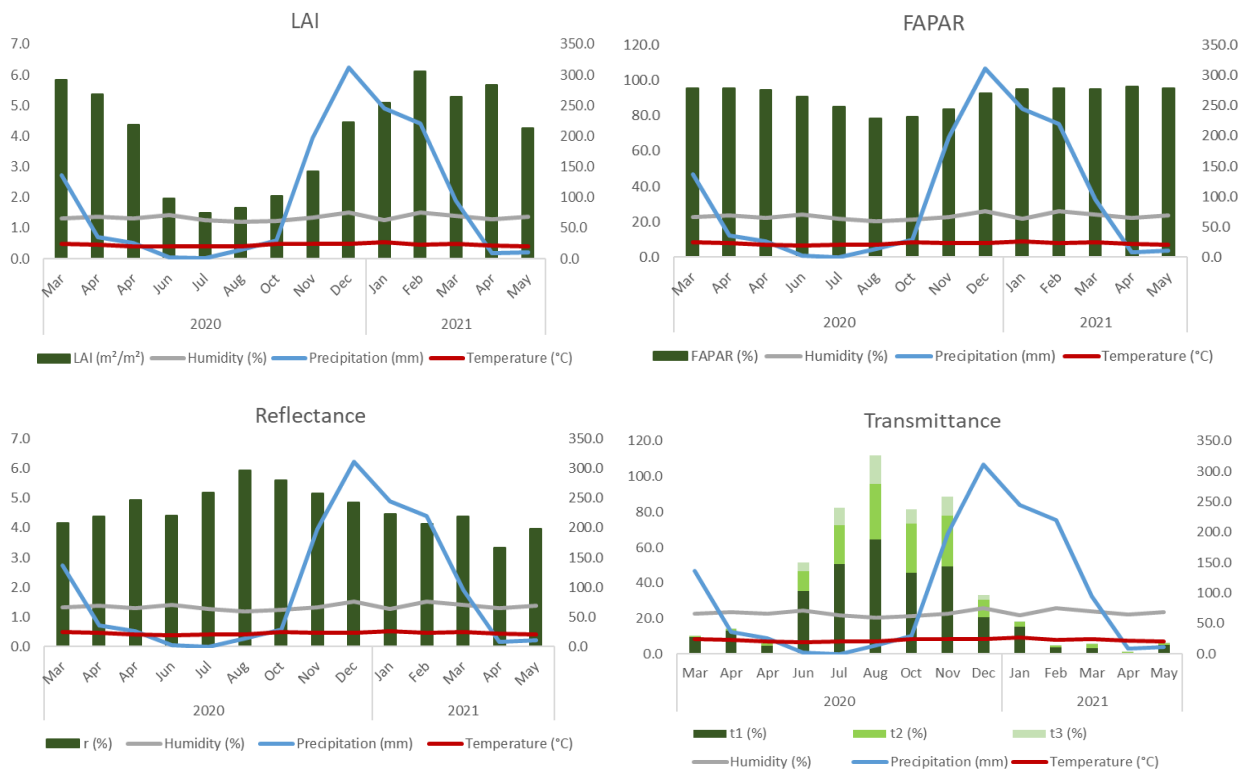 LAI
7.0 350.0
6.0 300.0
5.0 250.0
4.0 200.0
3.0 150.0
2.0 100.0
1.0 50.0
0.0 0.0
Mar Apr Apr Jun Jul Aug Oct Nov Dec Jan Feb Mar Apr May
2020 2021
LAI (m²/m²) Humidity (%) Precipitation (mm) Temperature (°C)
FAPAR
120.0 350.0
100.0 300.0
80.0 250.0
60.0 200.0
40.0 150.0
20.0 100.0
0.0 50.0
0.0
Mar Apr Apr Jun Jul Aug Oct Nov Dec Jan Feb Mar Apr May
2020 2021
FAPAR (%) Humidity (%) Precipitation (mm) Temperature (°C)
Reflectance
7.0 350.0
6.0 300.0
5.0 250.0
4.0 200.0
3.0 150.0
2.0 100.0
1.0 50.0
0.0 0.0
Mar Apr Apr Jun Jul Aug Oct Nov Dec Jan Feb Mar Apr May
2020 2021
r (%) Humidity (%) Precipitation (mm) Temperature (°C)
Transmittance
120.0 350.0
100.0 300.0
80.0 250.0
60.0 200.0
40.0 150.0
20.0 100.0
0.0 50.0
0.0
Mar Apr Apr Jun Jul Aug Oct Nov Dec Jan Feb Mar Apr May
2020 2021
t1 (%) t2 (%) t3 (%)
Humidity (%) Precipitation (mm) Temperature (°C)